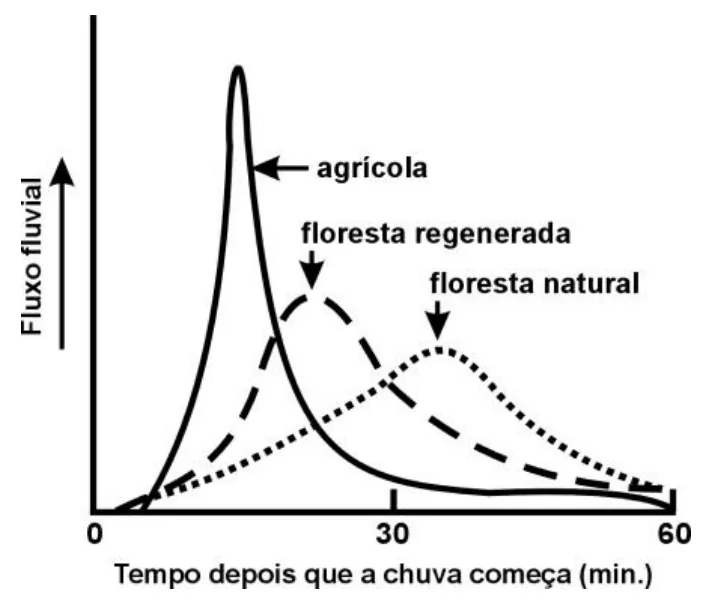 agrícola
floresta regenerada
floresta natural
Fluxo fluvial
0
30
60
Tempo depois que a chuva começa (min.)